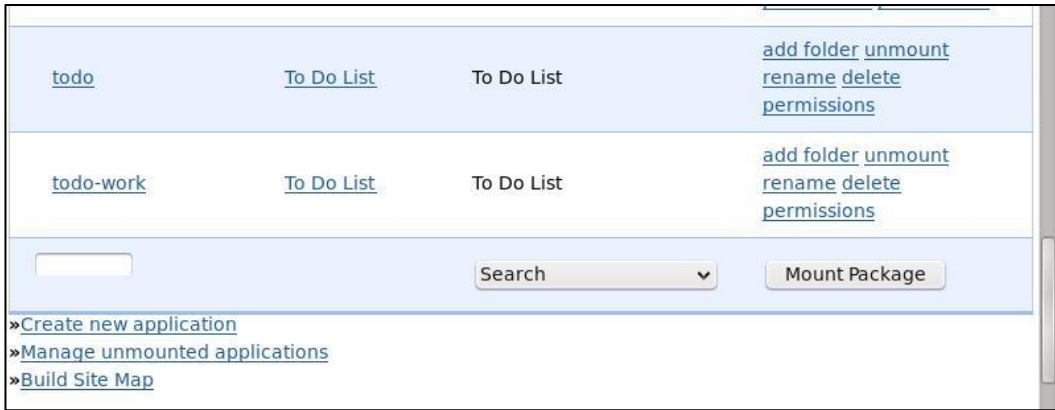 add folder unmount
todo To Do List To Do List rename delete
permissions
add folder unmount
todo-work To Do List To Do List rename delete
permissions
Search Mount Package
»Create new application
»Manage unmounted applications
»Build Site Map